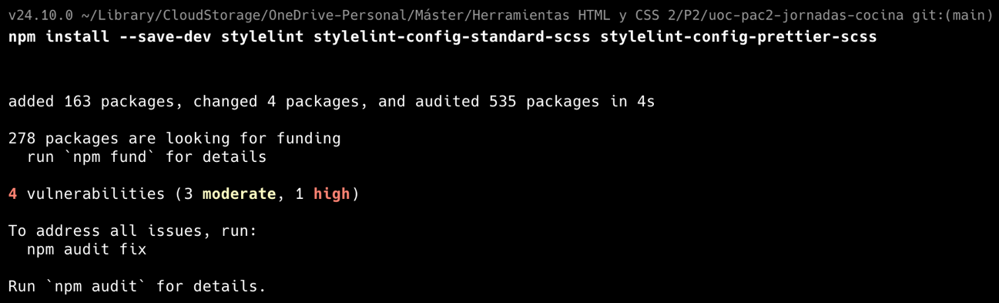 v24.10.0 ~/Library/CloudStorage/OneDrive-Personal/Máster/Herramientas HTML y CSS 2/P2/uoc-pac2-jornadas-cocina git:(main)
npm install --save-dev stylelint stylelint-config-standard-scss stylelint-config-prettier-scss
added 163 packages, changed 4 packages, and audited 535 packages in 4s
278 packages are looking for funding
run `npm fund` for details
4 vulnerabilities (3 moderate, 1 high)
To address all issues, run:
npm audit fix
Run `npm audit` for details.